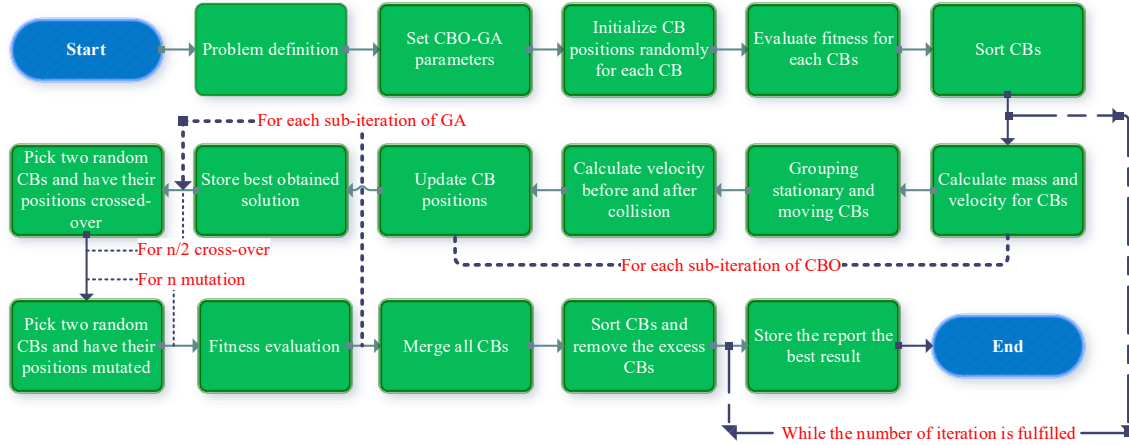 Start
Problem definition
Set CBO-GA
parameters
Initialize CB
positions randomly
for each CB
Evaluate fitness for
each CBs
Sort CBs
For each sub-iteration of GA
Pick two random
CBs and have their
positions crossed-
over
Store best obtained
solution
Update CB
positions
Calculate velocity
before and after
collision
Grouping
stationary and
moving CBs
Calculate mass and
velocity for CBs
For n/2 cross-over
For each sub-iteration of CBO
For n mutation
Pick two random
CBs and have their
positions mutated
Fitness evaluation
Merge all CBs
Sort CBs and
remove the excess
CBs
Store the report the
best result
End
While the number of iteration is fulfilled